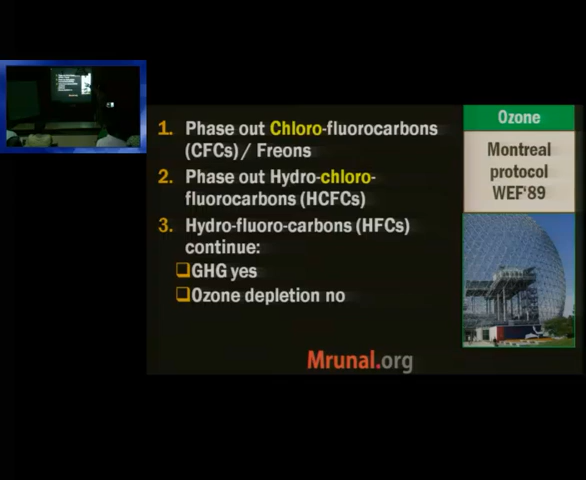 1. Phase out Chloro-fluorocarbons
(CFCs) / Freons
2. Phase out Hydro-chloro-
fluorocarbons (HCFCs)
3. Hydro-fluoro-carbons (HFCs)
continue:
❑GHG yes
❑Ozone depletion no
Ozone
Montreal
protocol
WEF'89
Mrunal.org